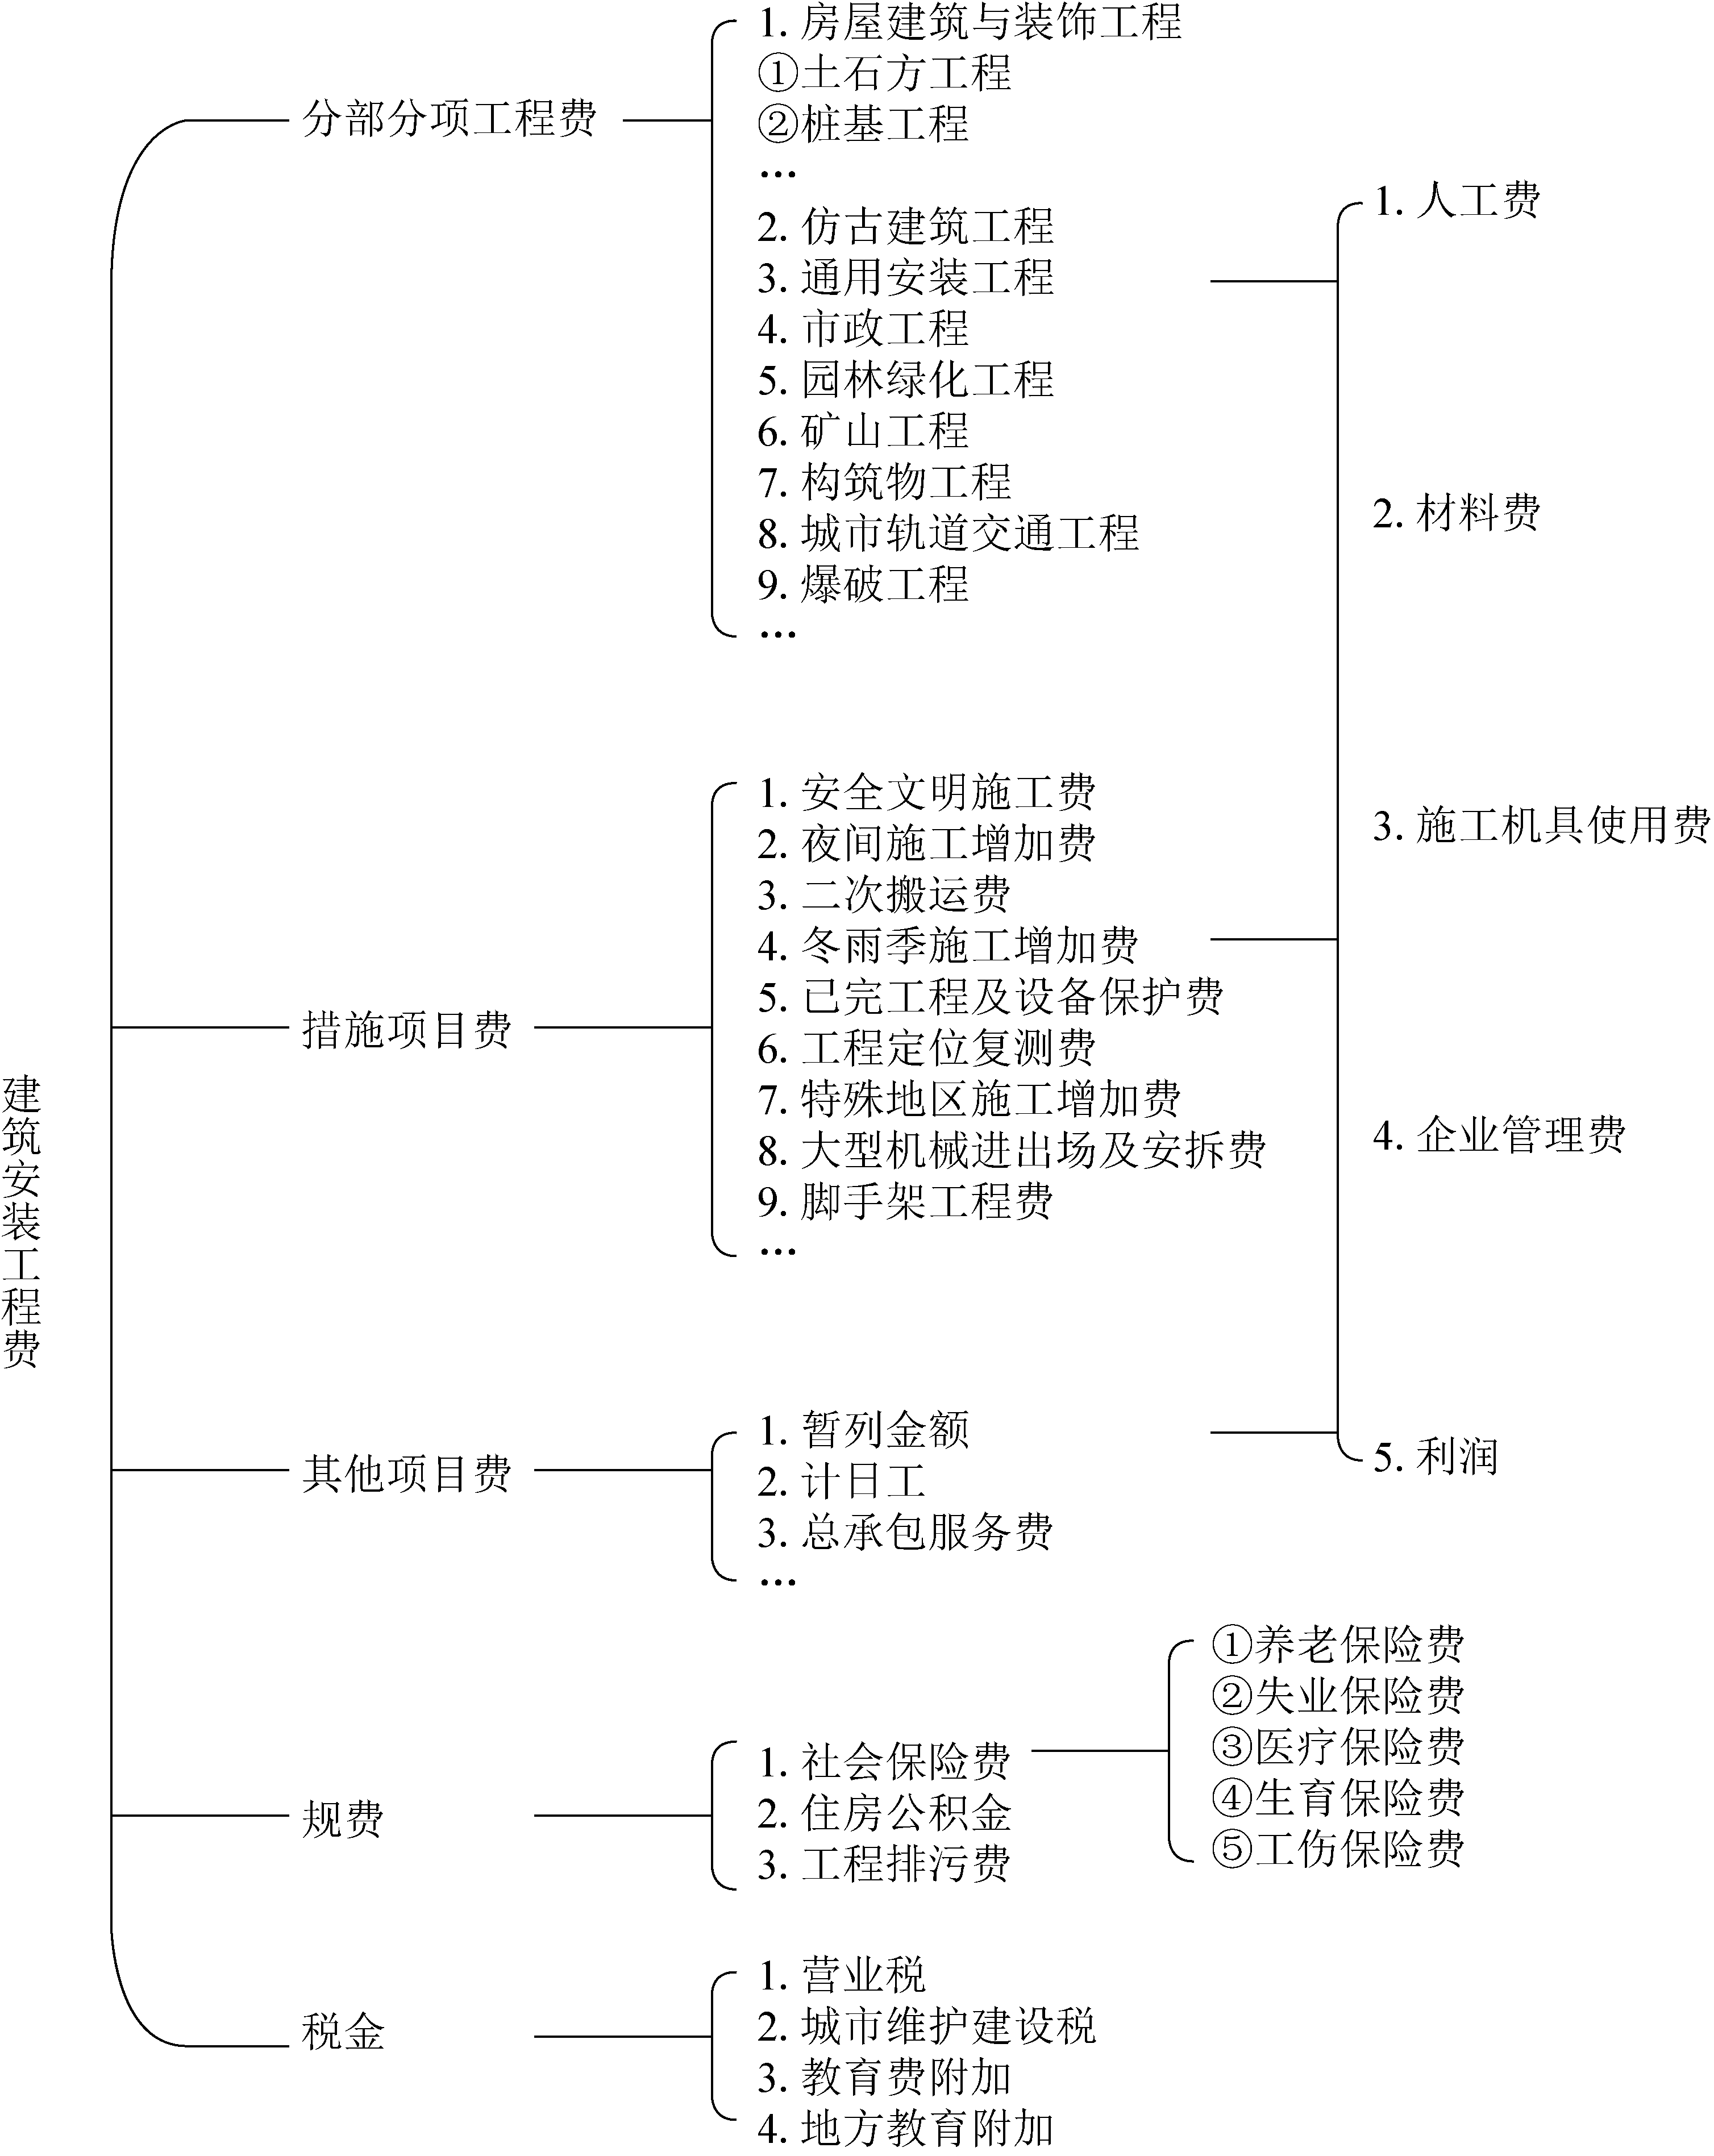 建筑安装工程费
分部分项工程费
1. 房屋建筑与装饰工程
①土石方工程
②桩基工程
…
2. 仿古建筑工程
3. 通用安装工程
4. 市政工程
5. 园林绿化工程
6. 矿山工程
7. 构筑物工程
8. 城市轨道交通工程
9. 爆破工程
…
措施项目费
1. 安全文明施工费
2. 夜间施工增加费
3. 二次搬运费
4. 冬雨季施工增加费
5. 已完工程及设备保护费
6. 工程定位复测费
7. 特殊地区施工增加费
8. 大型机械进出场及安拆费
9. 脚手架工程费
…
其他项目费
1. 暂列金额
2. 计日工
3. 总承包服务费
…
1. 人工费
2. 材料费
3. 施工机具使用费
4. 企业管理费
5. 利润
规费
1. 社会保险费
2. 住房公积金
3. 工程排污费
①养老保险费
②失业保险费
③医疗保险费
④生育保险费
⑤工伤保险费
税金
1. 营业税
2. 城市维护建设税
3. 教育费附加
4. 地方教育附加